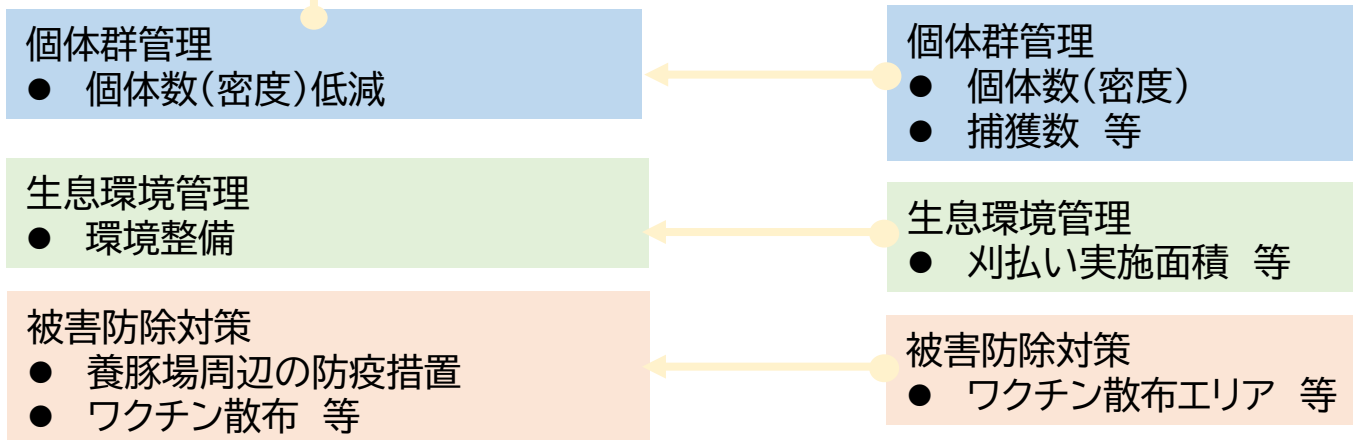 個体群管理
● 個体数(密度)低減
生息環境管理
● 環境整備
被害防除対策
● 養豚場周辺の防疫措置
● ワクチン散布 等
個体群管理
● 個体数(密度)
● 捕獲数 等
生息環境管理
● 刈払い実施面積 等
被害防除対策
● ワクチン散布エリア 等